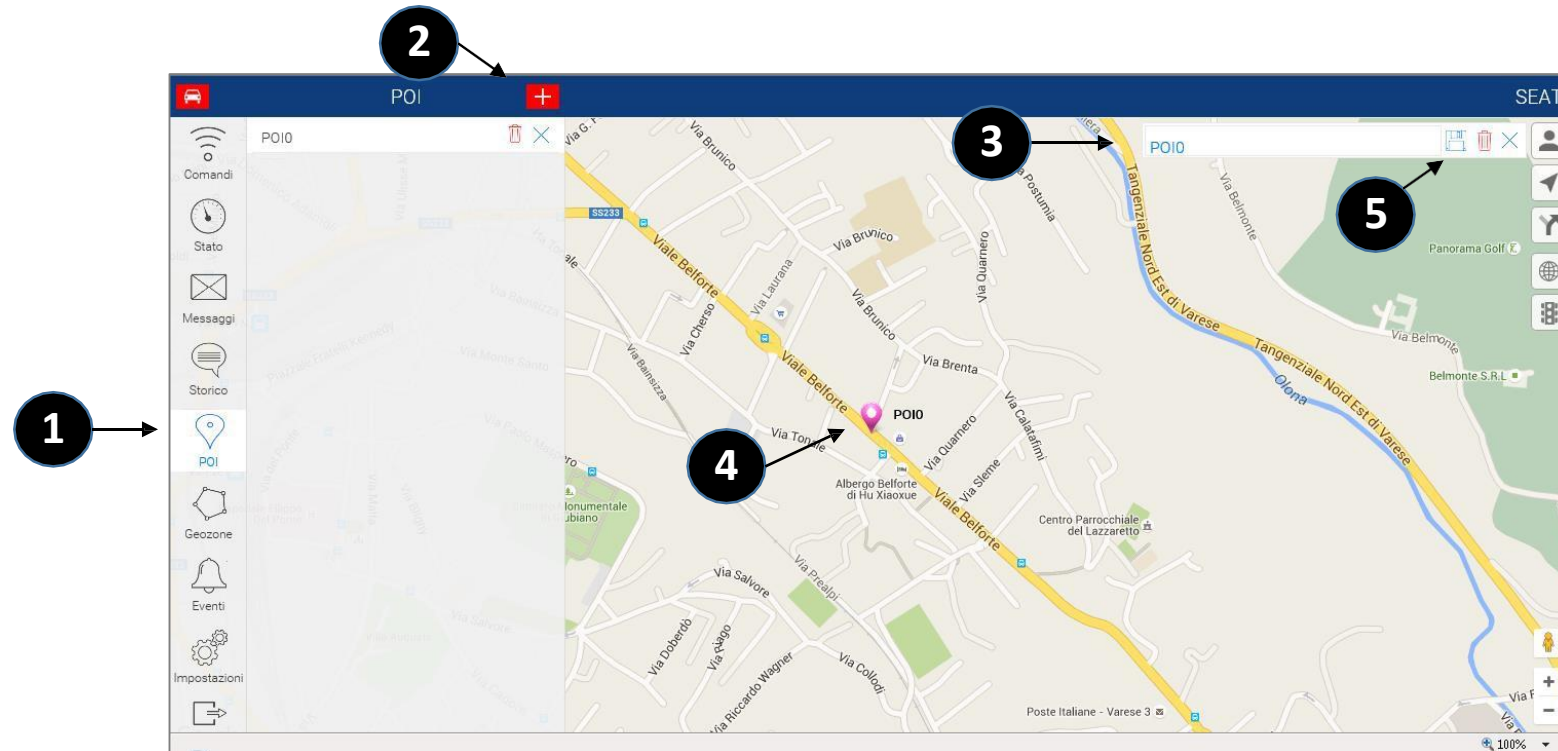 2
POI
SEAT
1
Comandi
Stato
Messaggi
Storico
POI
Geozone
Eventi
Impostazioni
POI0
3
POI0
5
4
POI0
SS233
Via Brunico
Via Postumia
Via Quarnero
Via Brunico
Via Laurana
Via Cherso
Viale Belforte
Via Brunico
Via Bainsizza
Viale Belforte
Via Brenta
Via Calatafimi
Via Tonale
Via Quarnero
Via Sleme
Albergo Belforte
di Hu Xiaoxue
Viale Belforte
Centro Parrocchiale
del Lazzaretto
Tangenziale Nord Est di Varese
Via Belmonte
Panorama Golf
Via Belmonte
Belmonte S.R.L
Tangenziale Nord Est di Varese
Olona
Via Monte Santo
Via Salvore
Via Prealpi
Via Doberdò
Via Riccardo Wagner
Via Collodi
Poste Italiane - Varese 3
100%